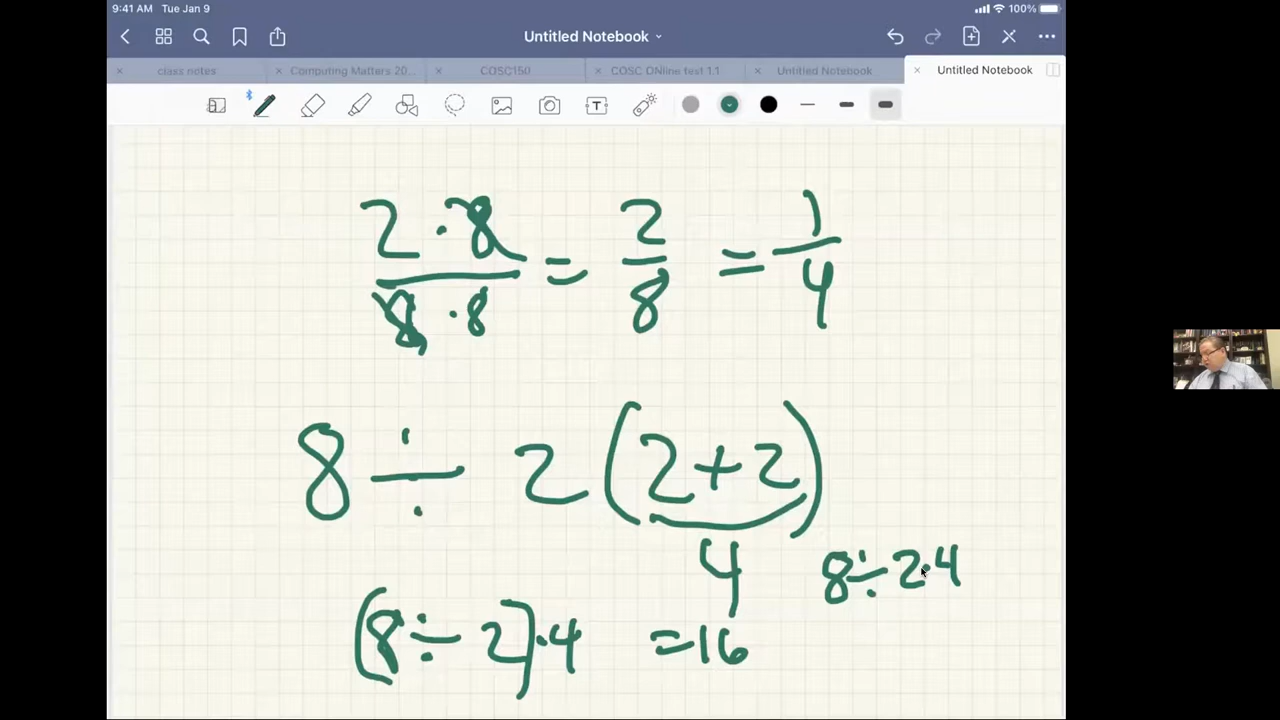 9:41 AM Tue Jan 9 100%
Untitled Notebook
class notes Computing Matters 20... COSC150 COSC ONline test 1.1 Untitled Notebook Untitled Notebook
2 · 8 / 8 · 8 = 2/8 = 1/4
8 ÷ 2 (2+2)
4
8÷2·4
(8÷2)·4 =16